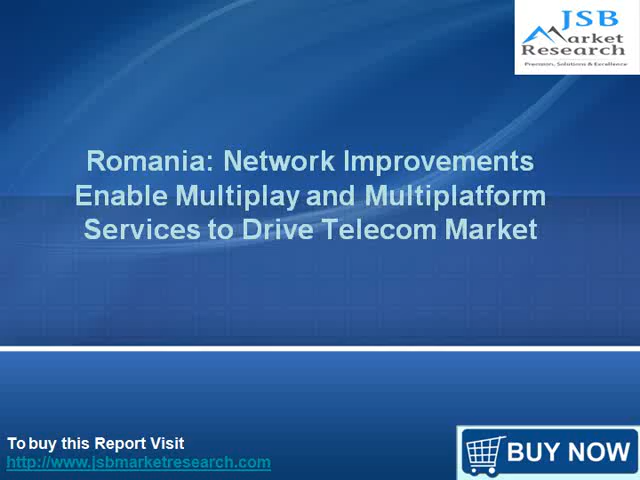 JSB
Market
Research
Precision, Solutions & Excellence
Romania: Network Improvements
Enable Multiplay and Multiplatform
Services to Drive Telecom Market
To buy this Report Visit
http://www.jsbmarketresearch.com
BUY NOW